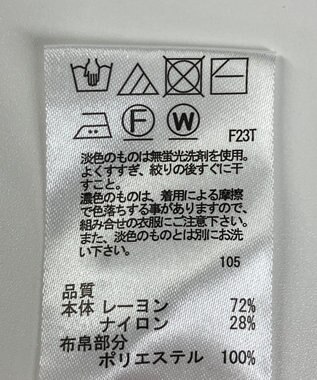 F
W
F23T
淡色のものは無蛍光洗剤を使用。
よくすすぎ、絞りの後すぐに干
すこと。
濃色のものは、着用による摩擦
で色落ちする事がありますので、
組み合せの衣服にご注意下さい。
また、淡色のものとは別にお洗
い下さい。
105
品質
本体 レーヨン 72%
ナイロン 28%
布帛部分
ポリエステル 100%